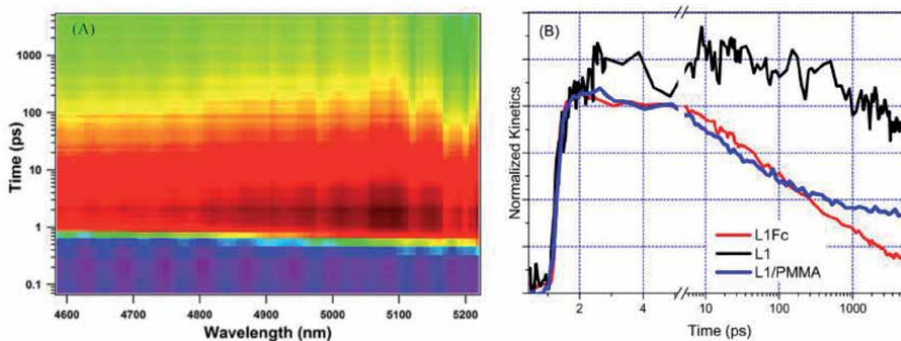 (A)
Time (ps)
1000
100
10
1
0.1
4600 4700 4800 4900 5000 5100 5200
Wavelength (nm)
(B)
Normalized Kinetics
L1Fc
L1
L1/PMMA
2 4 10 100 1000
Time (ps)